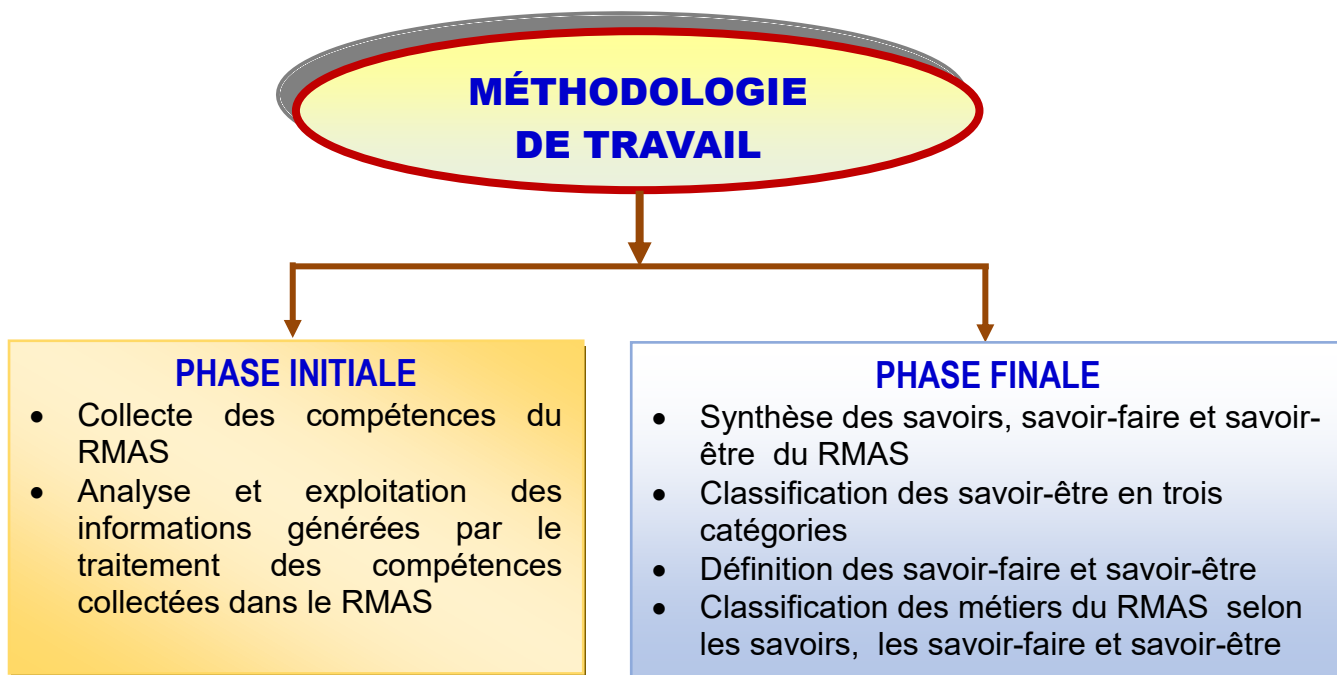 MÉTHODOLOGIE
DE TRAVAIL
PHASE INITIALE
• Collecte des compétences du
RMAS
• Analyse et exploitation des
informations générées par le
traitement des compétences
collectées dans le RMAS
PHASE FINALE
• Synthèse des savoirs, savoir-faire et savoir-
être du RMAS
• Classification des savoir-être en trois
catégories
• Définition des savoir-faire et savoir-être
• Classification des métiers du RMAS selon
les savoirs, les savoir-faire et savoir-être